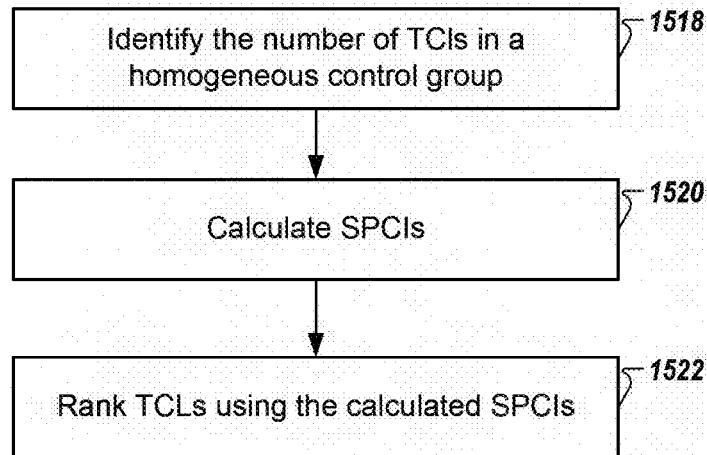 Identify the number of TCIs in a
homogeneous control group
1518
Calculate SPCIs
1520
Rank TCLs using the calculated SPCIs
1522